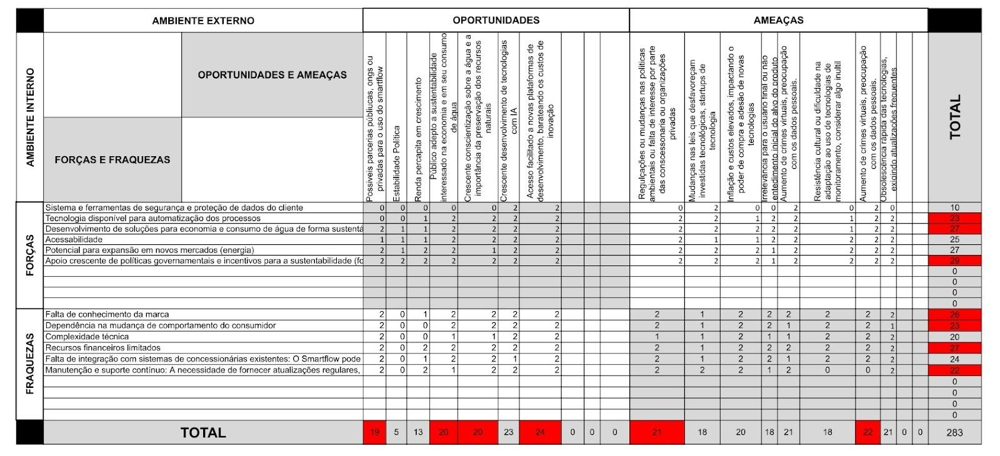 AMBIENTE EXTERNO OPORTUNIDADES AMEAÇAS
AMBIENTE INTERNO
OPORTUNIDADES E AMEAÇAS
FORÇAS E FRAQUEZAS
Possiveis parcerias públicas, ongs ou
privadas para o uso do smartflow
Estabilidade Política
Renda percapita em crescimento
Público adepto a sustentabilidade
interessado na economia e em seu consumo
de água
Crescente conscientização sobre a água e a
importância da preservação dos recursos
naturais
Crescente desenvolvimento de tecnologias
com IA
Acesso facilitado a novas plataformas de
desenvolvimento, barateando os custos de
inovação
Regulções ou mudanças nas politicas
ambientais ou falta de interesse por parte
das conscessonaria ou organizações
privadas
Mudanças nas leis que desfavoreçam
investidas tecnológicas, startups de
tecnologia
Inflação e custos elevados, impactando o
poder de compra e adesão de novas
tecnologias
Irrelevancia para o usuário final ou não
entedimento inicial do alvo do produto
Aumento de crimes virtuais, preocupação
com os dados pessoais.
Resistência cultural ou dificuldade na
adaptação ao uso de tecnologias de
monitoramento, considerar algo inutil
Aumento de crimes virtuais, preocupação
com os dados pessoais.
Obsolescência rápida das tecnologias,
exigindo atualizações frequentes
TOTAL
FORÇAS
Sistema e ferramentas de segurança e proteção de dados do cliente 0 0 0 0 0 2 2 0 2 0 0 2 0 2 0 10
Tecnologia disponível para automatização dos processos 0 0 1 2 2 2 2 2 2 1 2 2 1 2 2 23
Desenvolvimento de soluções para economia e consumo de água de forma sustentá 2 1 1 2 2 2 2 2 2 2 2 2 1 2 2 27
Acessabilidade 1 1 1 2 2 2 2 2 1 1 2 2 2 2 2 25
Potencial para expansão em novos mercados (energia) 2 1 2 2 1 2 2 2 2 2 1 2 2 2 2 27
Apoio crescente de políticas governamentais e incentivos para a sustentabilidade (fo 2 2 2 2 2 2 2 2 2 2 1 2 2 2 2 29
0
0
0
0
FRAQUEZAS
Falta de conhecimento da marca 2 0 1 2 2 2 2 2 1 2 2 2 2 2 2 26
Dependência na mudança de comportamento do consumidor 2 0 0 2 2 2 2 2 1 2 2 1 2 2 1 23
Complexidade técnica 2 0 0 1 1 2 2 1 1 2 1 1 2 2 2 20
Recursos financeiros limitados 2 0 2 2 2 2 2 2 1 2 2 2 2 2 2 27
Falta de integração com sistemas de concessionárias existentes: O Smartflow pode 2 0 1 2 2 1 2 2 1 2 2 1 2 2 2 24
Manutenção e suporte contínuo: A necessidade de fornecer atualizações regulares, 2 0 2 1 2 2 2 2 2 2 1 2 0 0 2 22
0
0
0
0
TOTAL 19 5 13 20 20 23 24 0 0 0 21 18 20 18 21 18 22 21 0 0 283